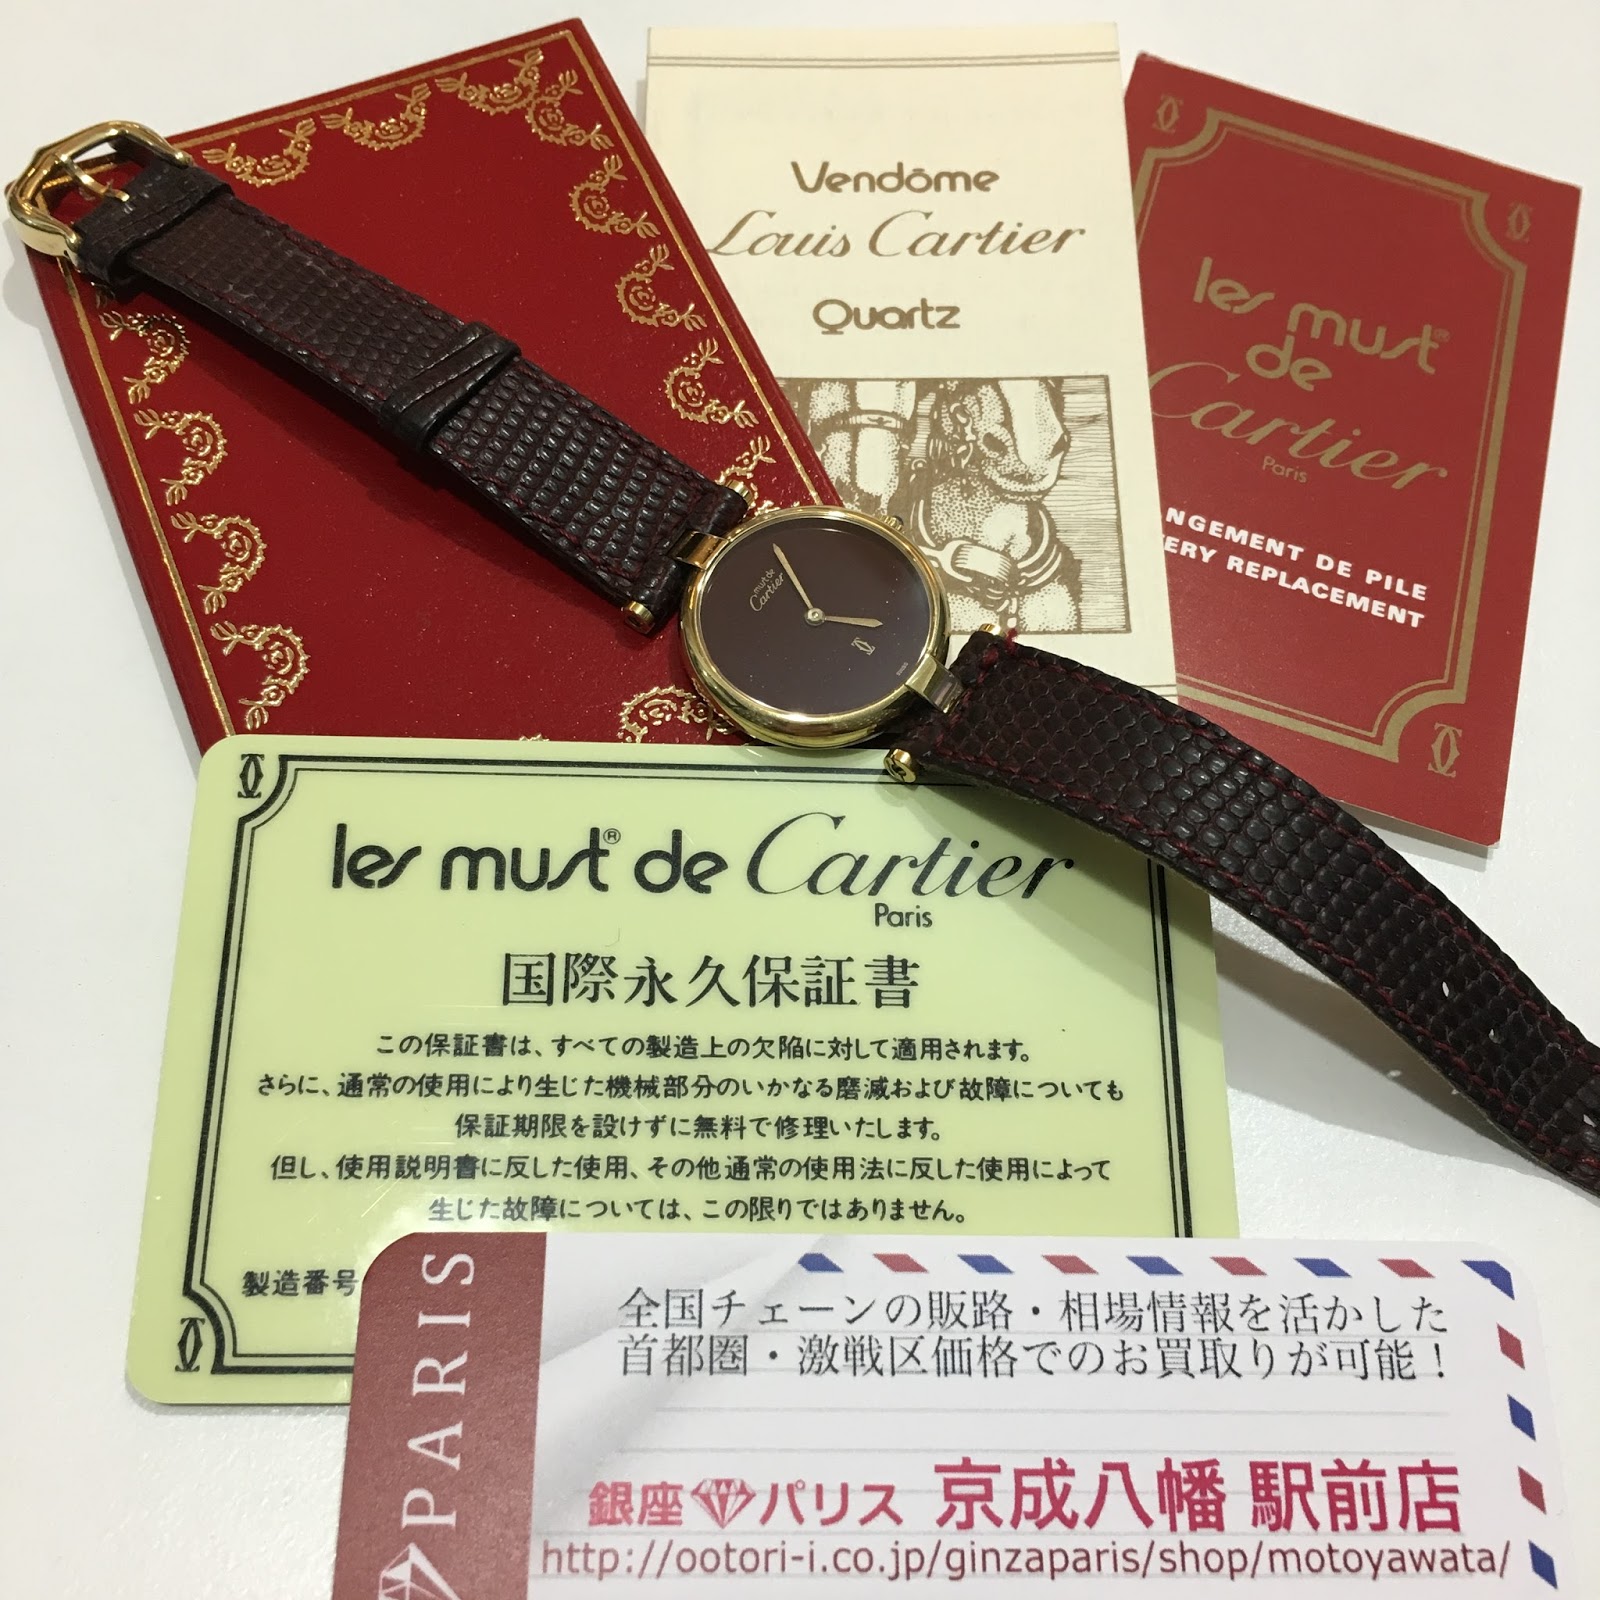 Vendôme
Louis Cartier
Quartz
les must®
de
Cartier
Paris
NGEMENT DE PILE
ERY REPLACEMENT
must de
Cartier
les must® de Cartier
Paris
国際永久保証書
この保証書は、すべての製造上の欠陥に対して適用されます。
さらに、通常の使用により生じた機械部分のいかなる磨滅および故障についても
保証期限を設けずに無料で修理いたします。
但し、使用説明書に反した使用、その他通常の使用法に反した使用によって
生じた故障については、この限りではありません。
製造番号
PARIS
全国チェーンの販路・相場情報を活かした
首都圏・激戦区価格でのお買取りが可能！
銀座パリス 京成八幡 駅前店
http://ootori-i.co.jp/ginzaparis/shop/motoyawata/